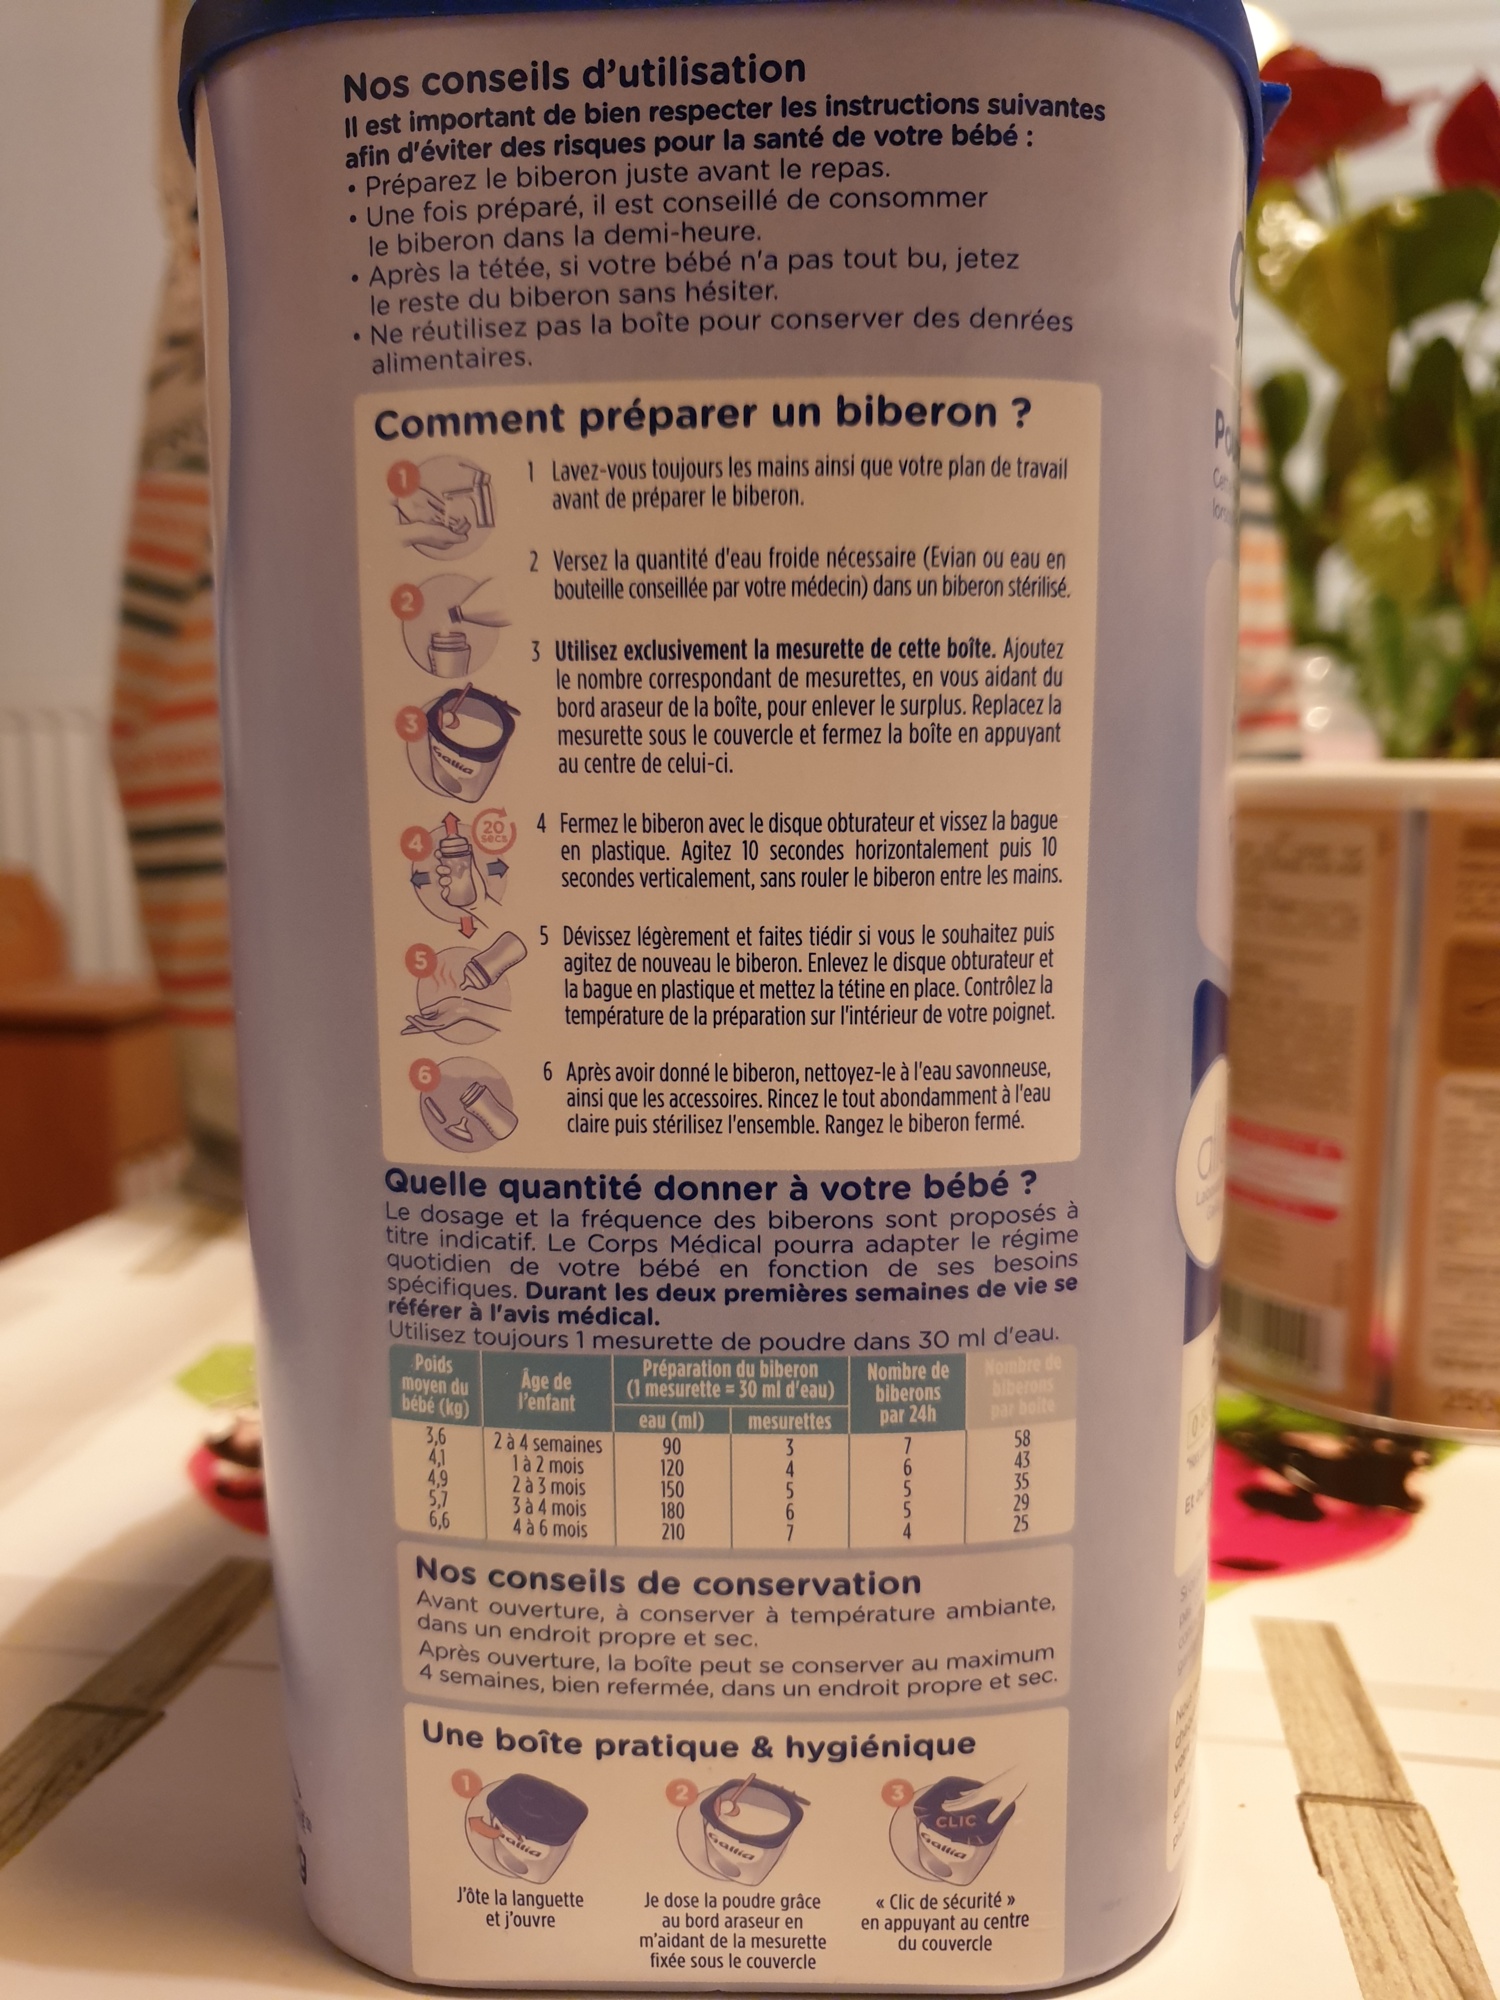 Nos conseils d'utilisation
Il est important de bien respecter les instructions suivantes
afin d'éviter des risques pour la santé de votre bébé :
• Préparez le biberon juste avant le repas.
• Une fois préparé, il est conseillé de consommer
le biberon dans la demi-heure.
• Après la tétée, si votre bébé n'a pas tout bu, jetez
le reste du biberon sans hésiter.
• Ne réutilisez pas la boîte pour conserver des denrées
alimentaires.
Comment préparer un biberon ?
1
1 Lavez-vous toujours les mains ainsi que votre plan de travail
avant de préparer le biberon.
2
2 Versez la quantité d'eau froide nécessaire (Evian ou eau en
bouteille conseillée par votre médecin) dans un biberon stérilisé.
3
Gallia
3 Utilisez exclusivement la mesurette de cette boîte. Ajoutez
le nombre correspondant de mesurettes, en vous aidant du
bord araseur de la boîte, pour enlever le surplus. Replacez la
mesurette sous le couvercle et fermez la boîte en appuyant
au centre de celui-ci.
4
20
secs
4 Fermez le biberon avec le disque obturateur et vissez la bague
en plastique. Agitez 10 secondes horizontalement puis 10
secondes verticalement, sans rouler le biberon entre les mains.
5
5 Dévissez légèrement et faites tiédir si vous le souhaitez puis
agitez de nouveau le biberon. Enlevez le disque obturateur et
la bague en plastique et mettez la tétine en place. Contrôlez la
température de la préparation sur l'intérieur de votre poignet.
6
6 Après avoir donné le biberon, nettoyez-le à l'eau savonneuse,
ainsi que les accessoires. Rincez le tout abondamment à l'eau
claire puis stérilisez l'ensemble. Rangez le biberon fermé.
Quelle quantité donner à votre bébé ?
Le dosage et la fréquence des biberons sont proposés à
titre indicatif. Le Corps Médical pourra adapter le régime
quotidien de votre bébé en fonction de ses besoins
spécifiques. Durant les deux premières semaines de vie se
référer à l'avis médical.
Utilisez toujours 1 mesurette de poudre dans 30 ml d'eau.
Poids moyen du bébé (kg) Âge de l'enfant Préparation du biberon (1 mesurette = 30 ml d'eau) Nombre de biberons par 24h Nombre de biberons par boîte
eau (ml) mesurettes
3,6 2 à 4 semaines 90 3 7 58
4,1 1 à 2 mois 120 4 6 43
4,9 2 à 3 mois 150 5 5 35
5,7 3 à 4 mois 180 6 5 29
6,6 4 à 6 mois 210 7 4 25
Nos conseils de conservation
Avant ouverture, à conserver à température ambiante,
dans un endroit propre et sec.
Après ouverture, la boîte peut se conserver au maximum
4 semaines, bien refermée, dans un endroit propre et sec.
Une boîte pratique & hygiénique
1
Gallia
2
Gallia
3
CLIC
Gallia
J'ôte la languette
et j'ouvre
Je dose la poudre grâce
au bord araseur en
m'aidant de la mesurette
fixée sous le couvercle
« Clic de sécurité »
en appuyant au centre
du couvercle